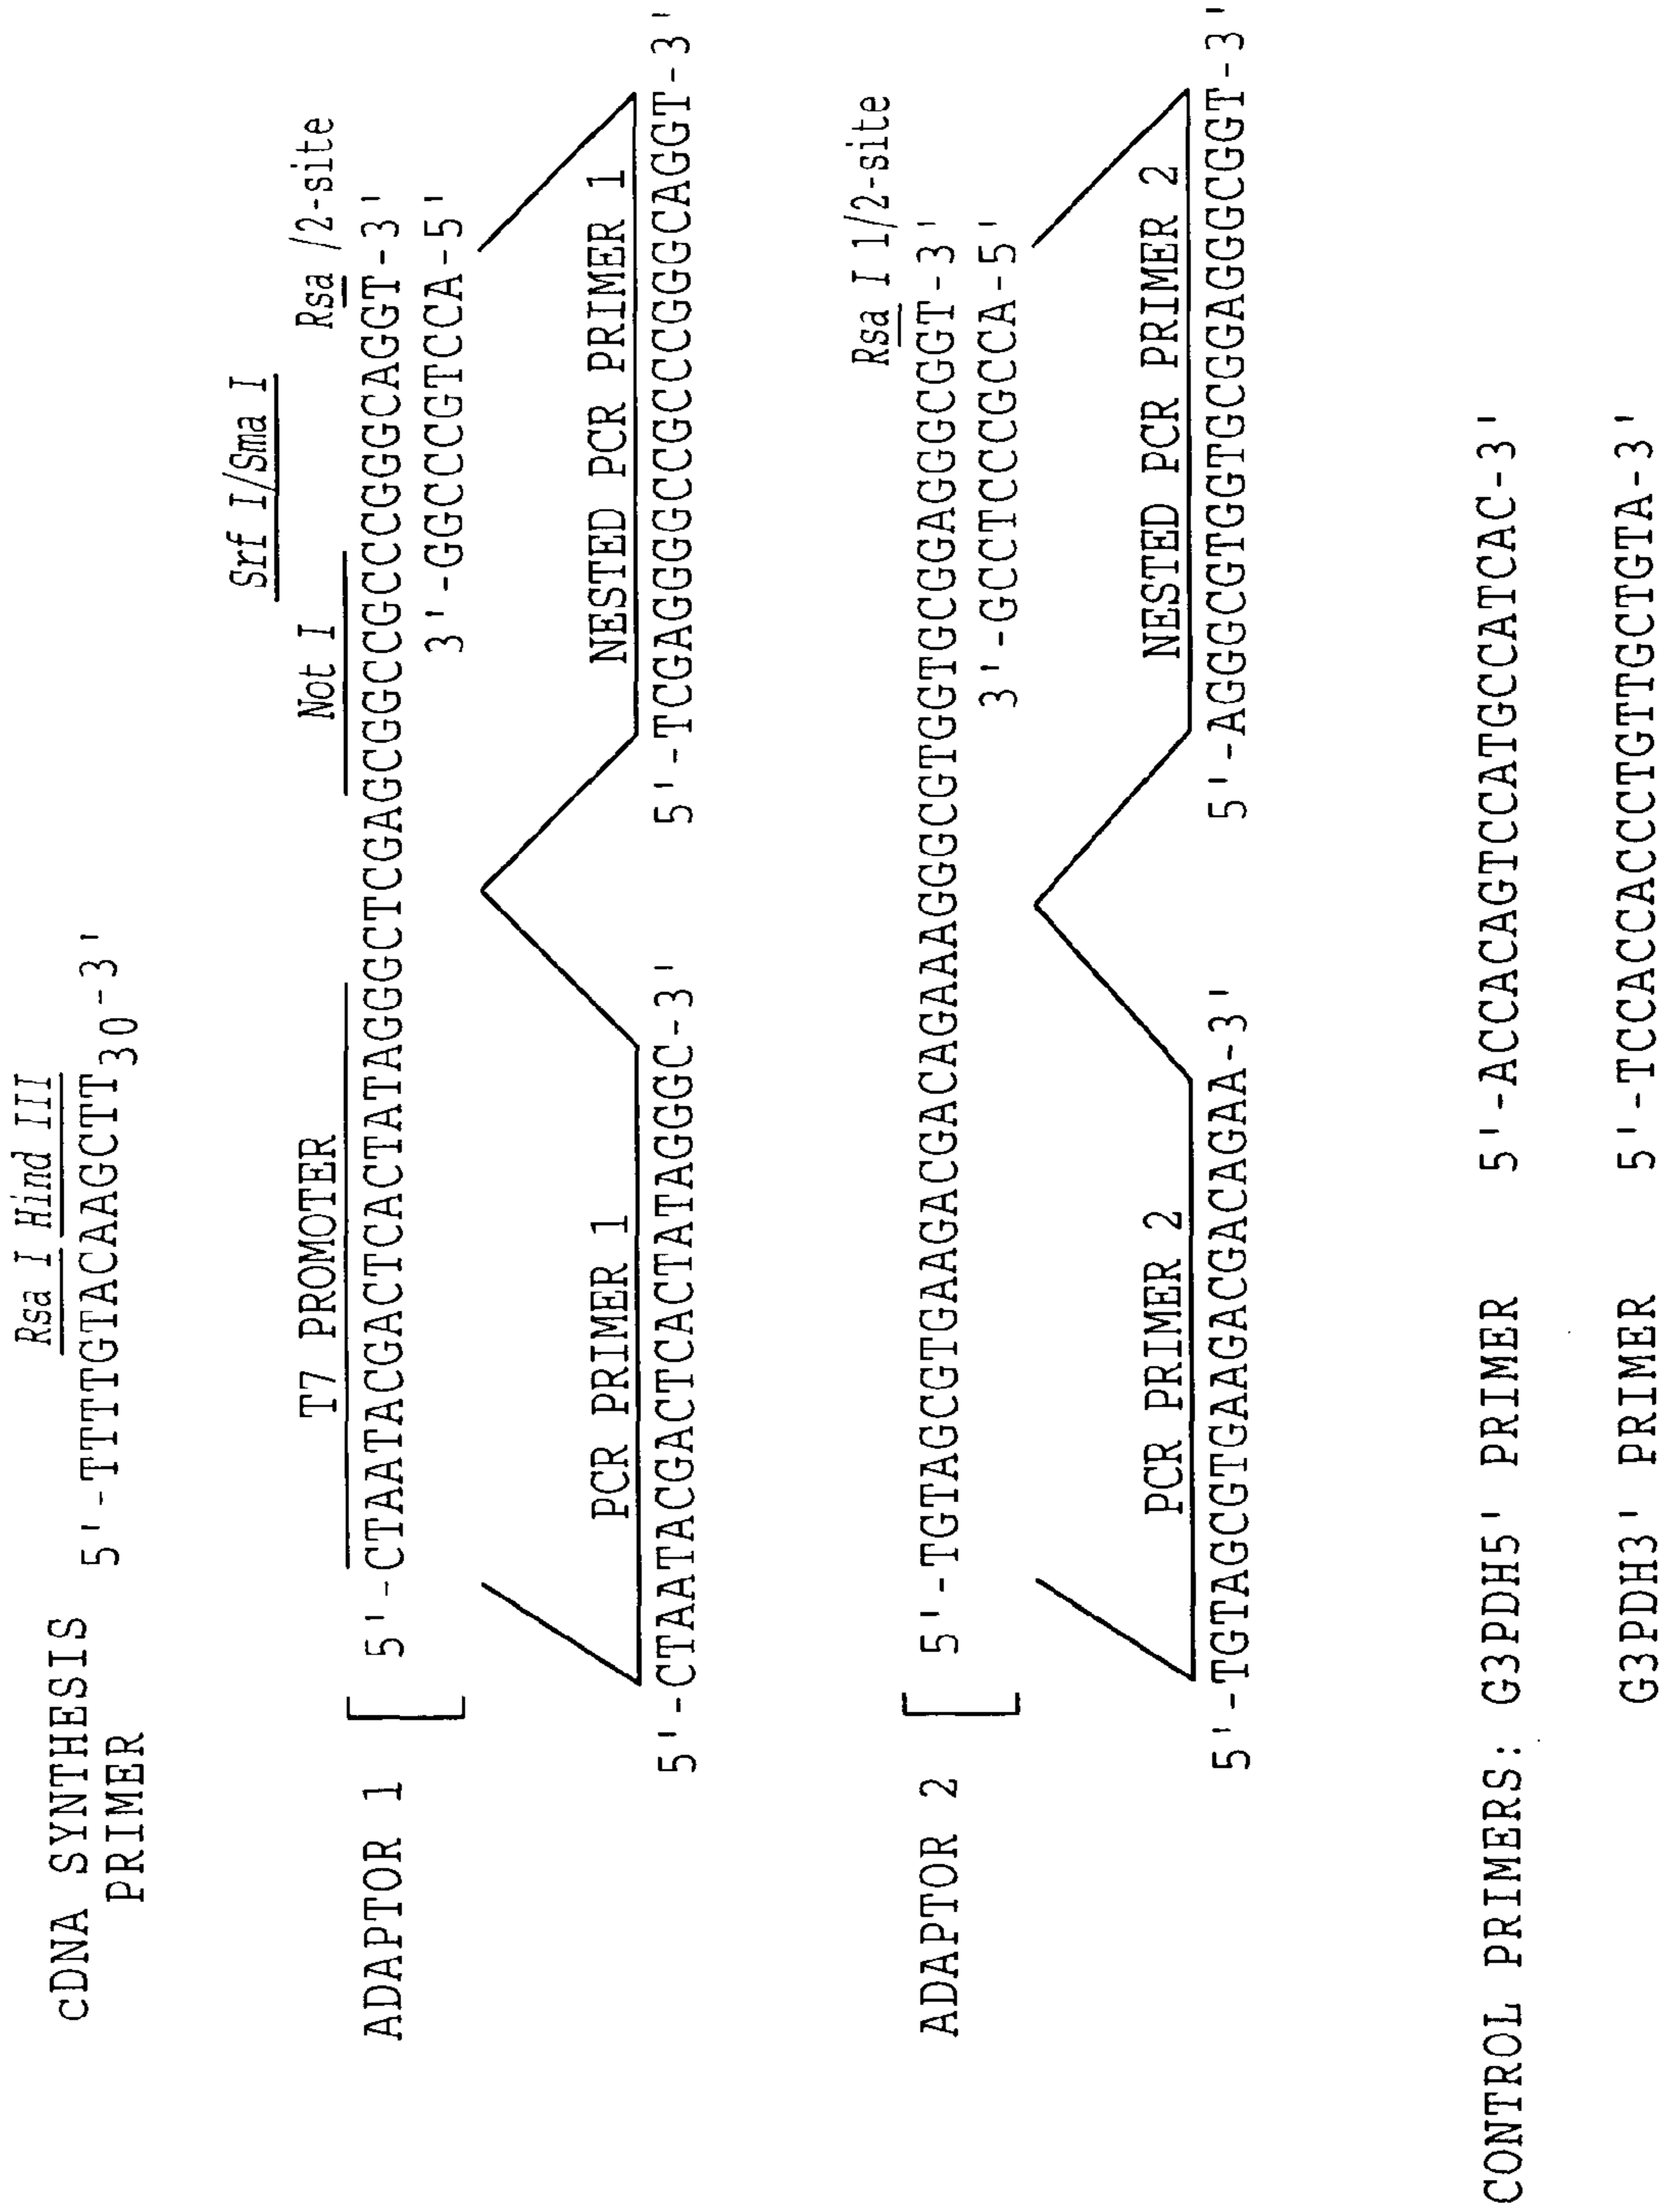 Rsa I Hind III
cDNA SYNTHESIS 5'-TTTTGTACAAGCTT30-3'
PRIMER
Srf I/Sma I
T7 PROMOTER Not I Rsa /2-site
ADAPTOR 1 [ 5'-CTAATACGACTCACTATAGGGCTCGAGCGGCCGCCCGGGCAGGT-3'
3'-GGCCCGTCCA-5'
PCR PRIMER 1 NESTED PCR PRIMER 1
5'-CTAATACGACTCACTATAGGGC-3' 5'-TCGAGCGGCCGCCCGGGCAGGT-3'
Rsa I 1/2-site
ADAPTOR 2 [ 5'-TGTAGCGTGAAGACGACAGAAAGGGCGTGGTGCGGAGGGCGGT-3'
3'-GCCTCCCGCCA-5'
PCR PRIMER 2 NESTED PCR PRIMER 2
5'-TGTAGCGTGAAGACGACAGAA-3' 5'-AGGGCGTGGTGCGGAGGGCGGT-3'
CONTROL PRIMERS: G3PDH5' PRIMER 5'-ACCACAGTCCATGCCATCAC-3'
G3PDH3' PRIMER 5'-TCCACCACCCTGTTGCTGTA-3'